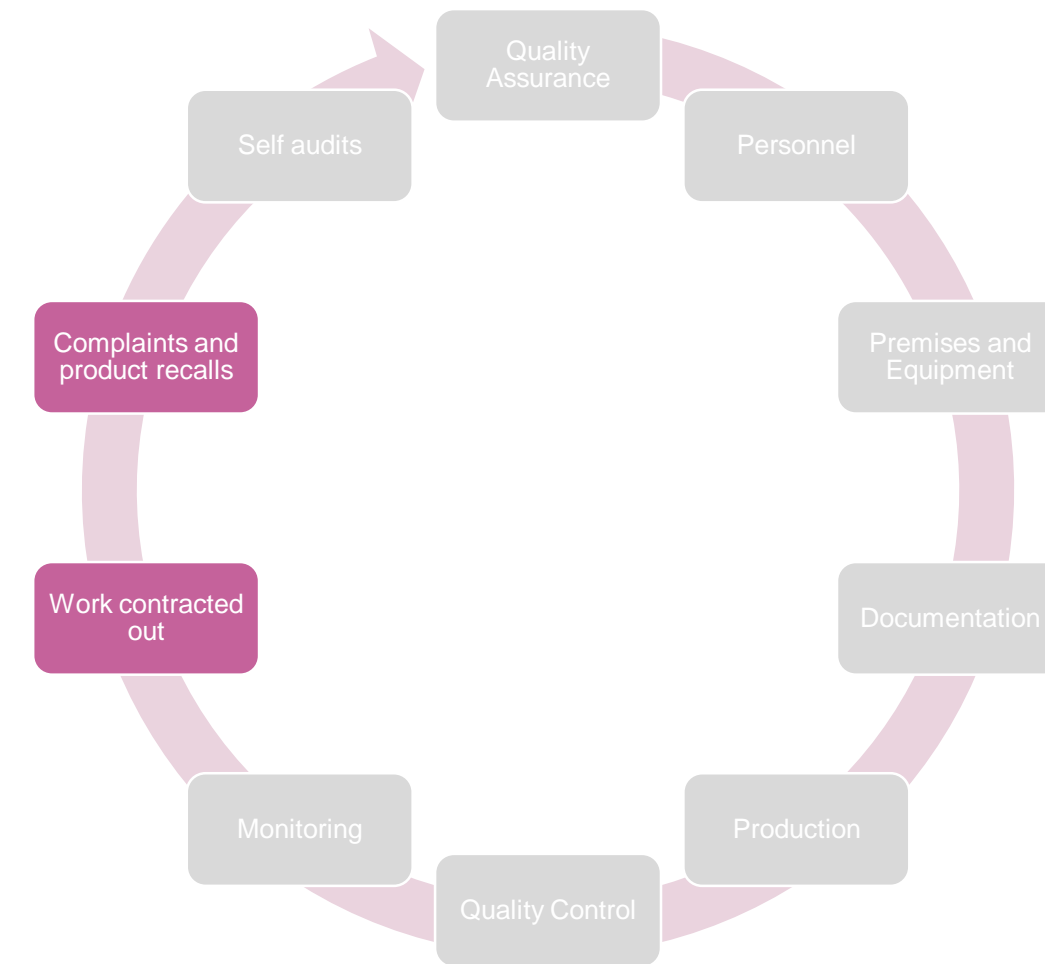 Quality
Assurance
Personnel
Premises and
Equipment
Documentation
Production
Quality Control
Monitoring
Work contracted
out
Complaints and
product recalls
Self audits